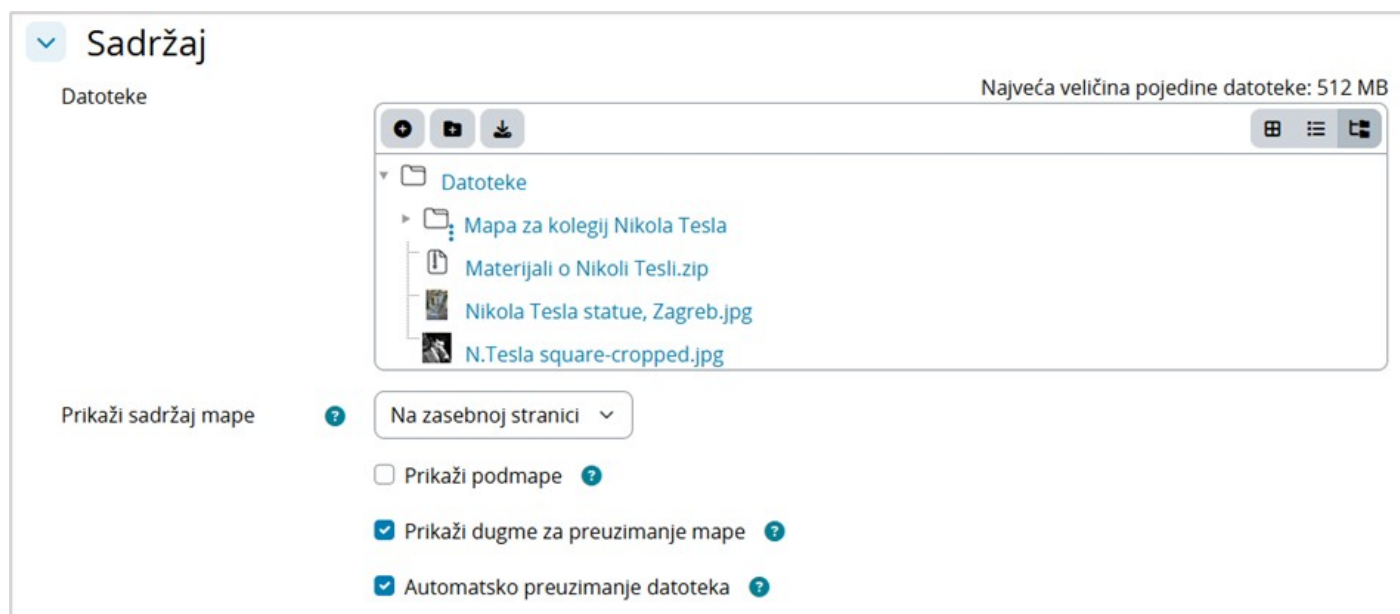 Sadržaj
Datoteke
Najveća veličina pojedine datoteke: 512 MB
Datoteke
Mapa za kolegij Nikola Tesla
Materijali o Nikoli Tesli.zip
Nikola Tesla statue, Zagreb.jpg
N.Tesla square-cropped.jpg
Prikaži sadržaj mape ? Na zasebnoj stranici
Prikaži podmape ?
Prikaži dugme za preuzimanje mape ?
Automatsko preuzimanje datoteka ?